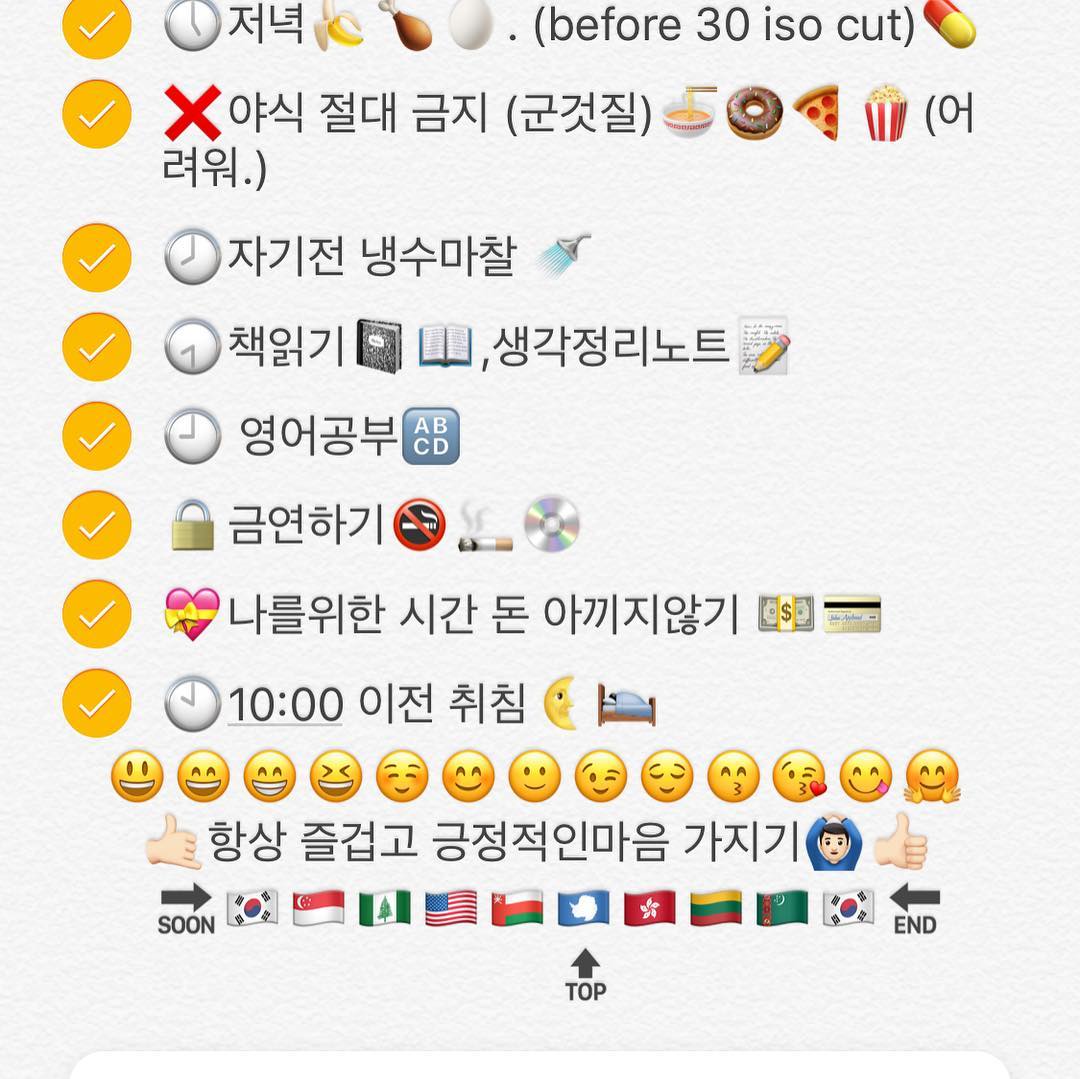 저녁🍌🍗🥚. (before 30 iso cut)💊
❌야식 절대 금지 (군것질)🍜🍩🍕🍿 (어
려워.)
🕗자기전 냉수마찰 🚿
🕣책읽기📓📖,생각정리노트📝
🕘 영어공부🔠
🔒금연하기🚭🚬💿
💝나를위한 시간 돈 아끼지않기 💵💳
🕙10:00 이전 취침 🌛🛌
😃😄😁😆☺️😊🙂😉😌😙😘😋🤗
🤙🏻항상 즐겁고 긍정적인마음 가지기🙆🏻‍♂️👍🏻
🔜🇰🇷🇸🇬🇳🇫🇺🇸🇴🇲🇦🇶🇭🇰🇱🇹🇹🇲🇰🇷🔚
🔝